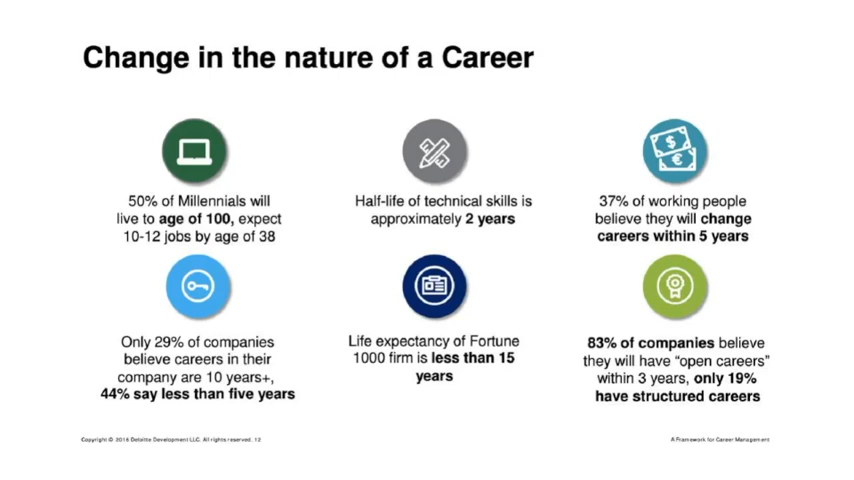 Change in the nature of a Career
50% of Millennials will
live to age of 100, expect
10-12 jobs by age of 38
Half-life of technical skills is
approximately 2 years
37% of working people
believe they will change
careers within 5 years
Only 29% of companies
believe careers in their
company are 10 years+,
44% say less than five years
Life expectancy of Fortune
1000 firm is less than 15
years
83% of companies believe
they will have “open careers”
within 3 years, only 19%
have structured careers
Copyright © 2016 Deloitte Development LLC. All rights reserved. 12
A Framework for Career Management